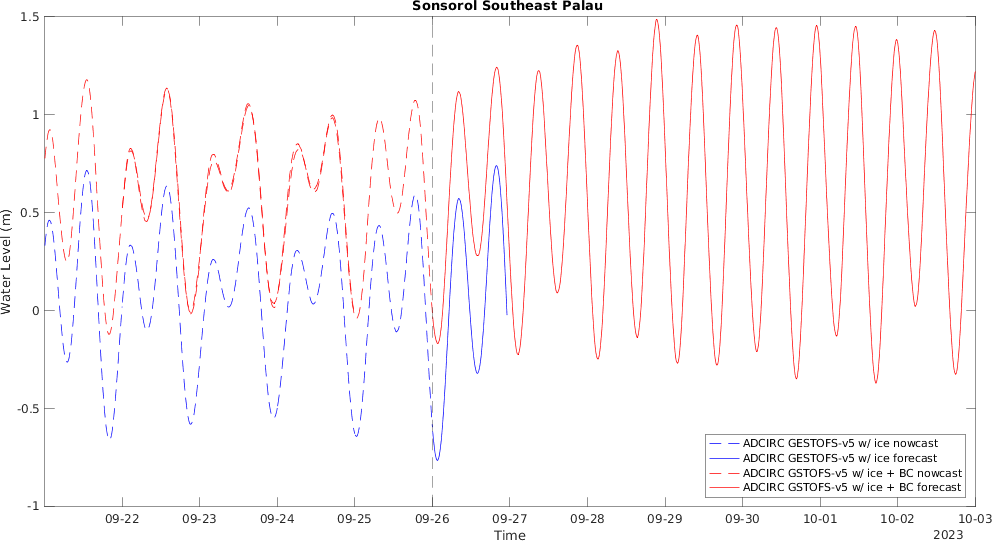 Sonsorol Southeast Palau
1.5
1
0.5
0
-0.5
-1
Water Level (m)
ADCIRC GESTOFS-v5 w/ ice nowcast
ADCIRC GESTOFS-v5 w/ ice forecast
ADCIRC GSTOFS-v5 w/ ice + BC nowcast
ADCIRC GSTOFS-v5 w/ ice + BC forecast
09-22 09-23 09-24 09-25 09-26 09-27 09-28 09-29 09-30 10-01 10-02 10-03
Time
2023